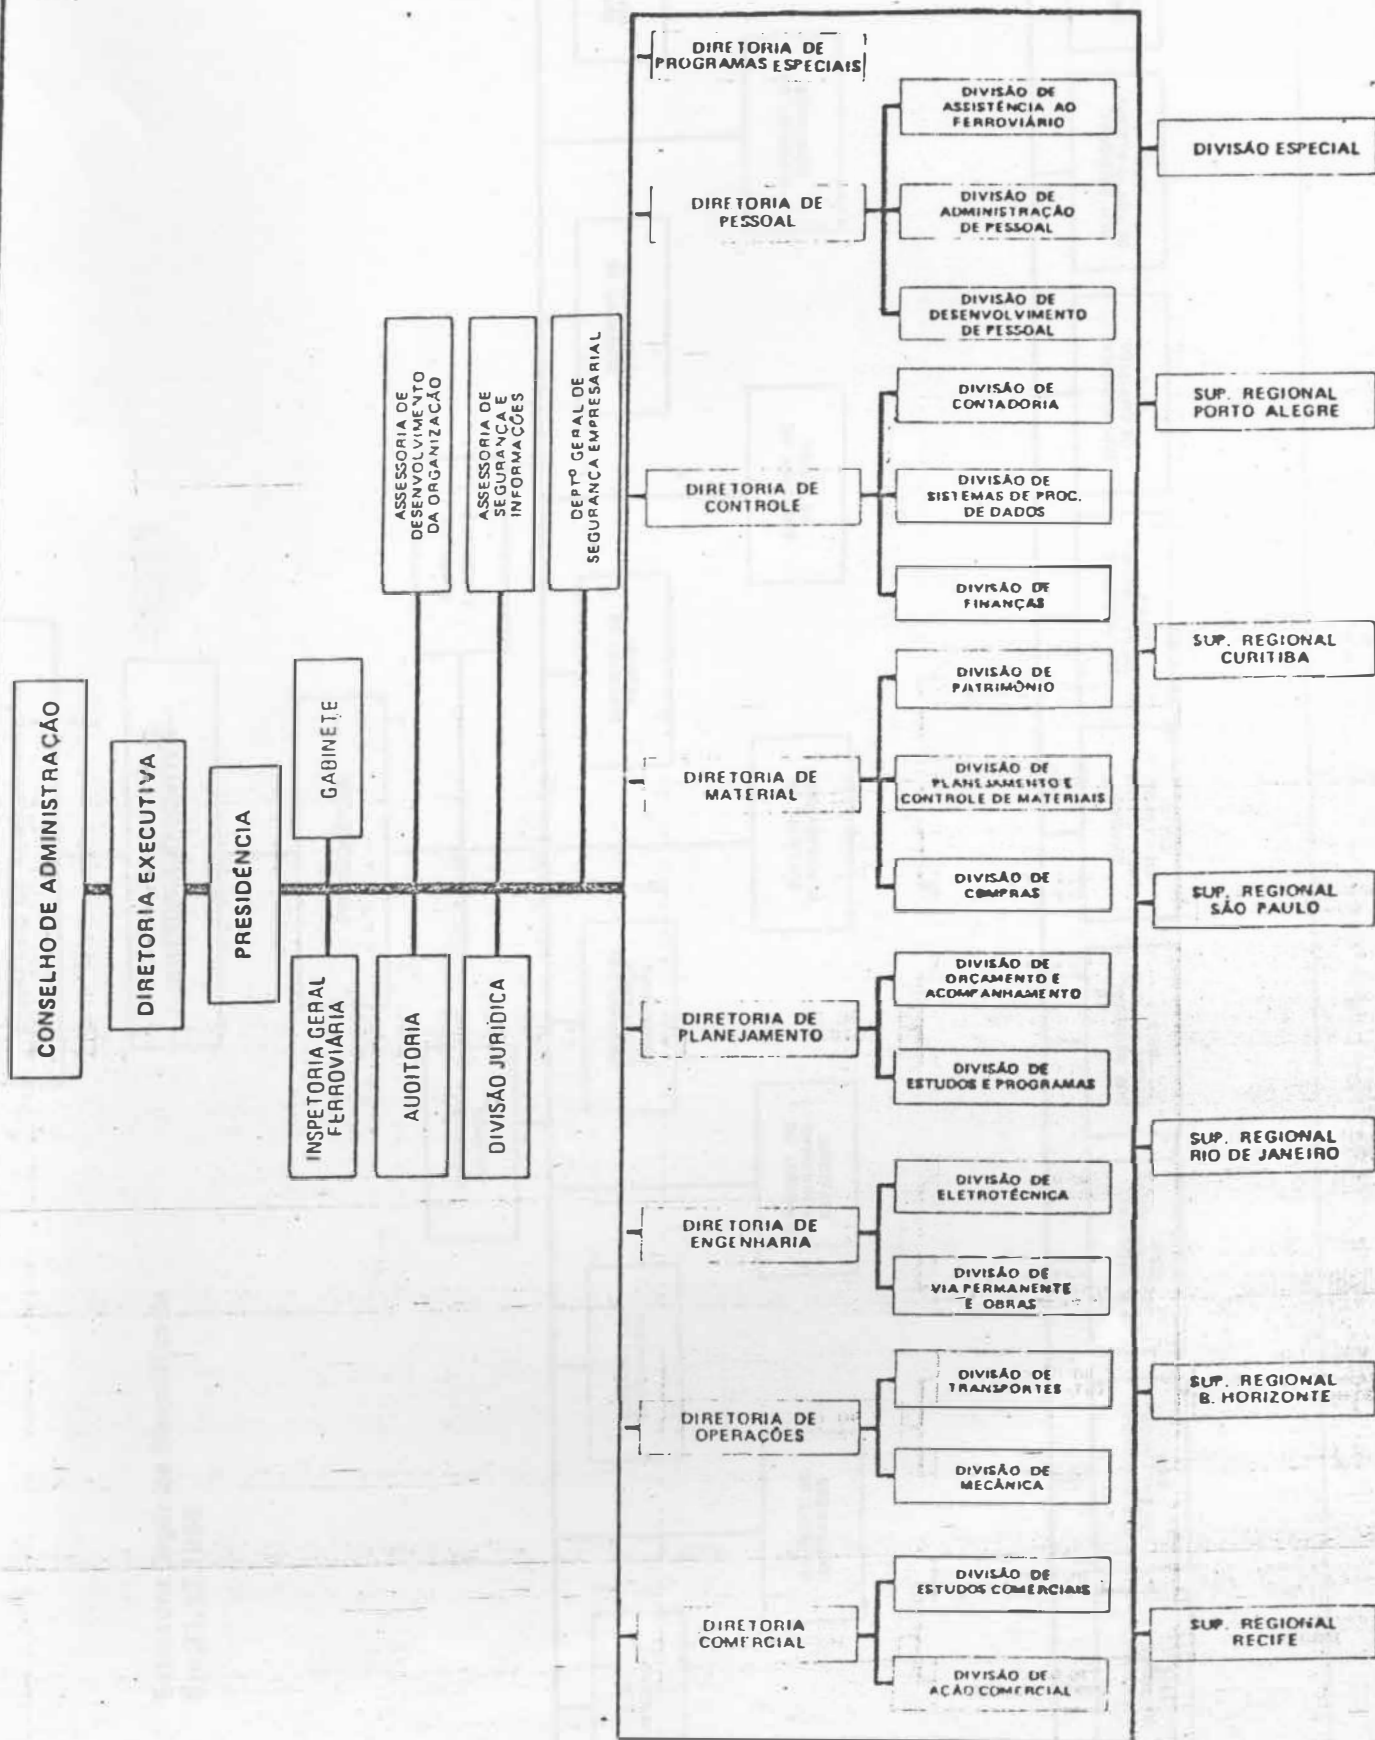 CONSELHO DE ADMINISTRAÇÃO
DIRETORIA EXECUTIVA
PRESIDÊNCIA
GABINETE
INSPETORIA GERAL
FERROVIÁRIA
ASSESSORIA DE
DESENVOLVIMENTO
DA ORGANIZAÇÃO
AUDITORIA
ASSESSORIA DE
SEGURANÇA E
INFORMAÇÕES
DIVISÃO JURÍDICA
DEPTº GERAL DE
SEGURANÇA EMPRESARIAL
DIRETORIA DE
PROGRAMAS ESPECIAIS
DIRETORIA DE
PESSOAL
DIVISÃO DE
ASSISTÊNCIA AO
FERROVIÁRIO
DIVISÃO DE
ADMINISTRAÇÃO
DE PESSOAL
DIVISÃO DE
DESENVOLVIMENTO
DE PESSOAL
DIRETORIA DE
CONTROLE
DIVISÃO DE
CONTADORIA
DIVISÃO DE
SISTEMAS DE PROC.
DE DADOS
DIVISÃO DE
FINANÇAS
DIRETORIA DE
MATERIAL
DIVISÃO DE
PATRIMÔNIO
DIVISÃO DE
PLANEJAMENTO E
CONTROLE DE MATERIAIS
DIVISÃO DE
COMPRAS
DIRETORIA DE
PLANEJAMENTO
DIVISÃO DE
ORÇAMENTO E
ACOMPANHAMENTO
DIVISÃO DE
ESTUDOS E PROGRAMAS
DIRETORIA DE
ENGENHARIA
DIVISÃO DE
ELETROTÉCNICA
DIVISÃO DE
VIA PERMANENTE
E OBRAS
DIRETORIA DE
OPERAÇÕES
DIVISÃO DE
TRANSPORTES
DIVISÃO DE
MECÂNICA
DIRETORIA
COMERCIAL
DIVISÃO DE
ESTUDOS COMERCIAIS
DIVISÃO DE
AÇÃO COMERCIAL
DIVISÃO ESPECIAL
SUP. REGIONAL
PORTO ALEGRE
SUP. REGIONAL
CURITIBA
SUP. REGIONAL
SÃO PAULO
SUP. REGIONAL
RIO DE JANEIRO
SUP. REGIONAL
B. HORIZONTE
SUP. REGIONAL
RECIFE